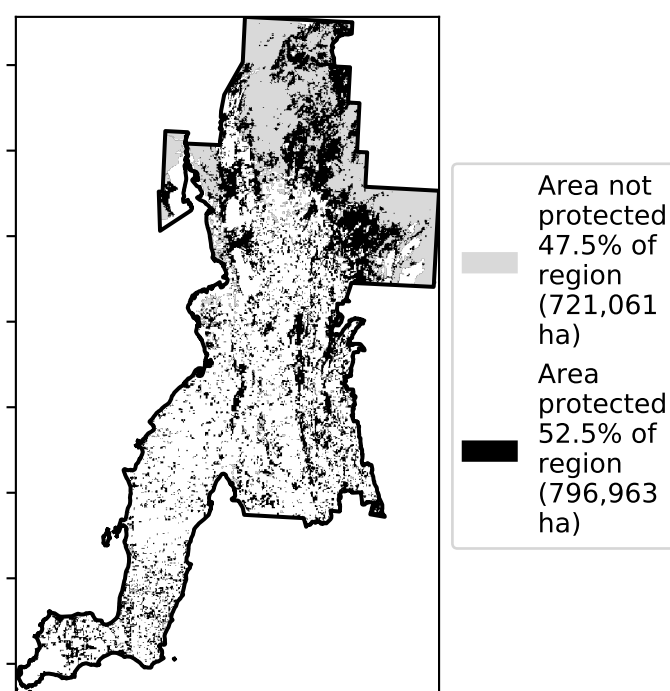 Area not
protected
47.5% of
region
(721,061
ha)
Area
protected
52.5% of
region
(796,963
ha)